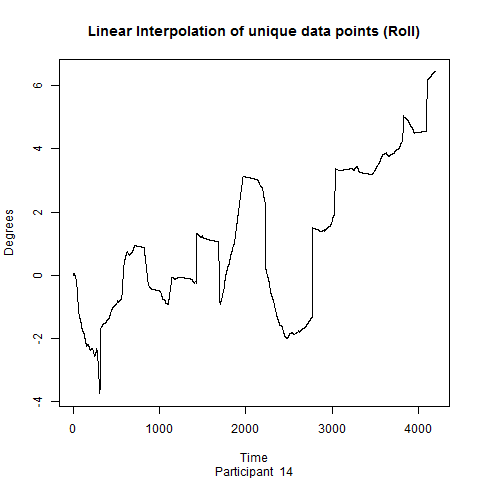 Linear Interpolation of unique data points (Roll)
Degrees
6
4
2
0
-2
-4
0 1000 2000 3000 4000
Time
Participant 14